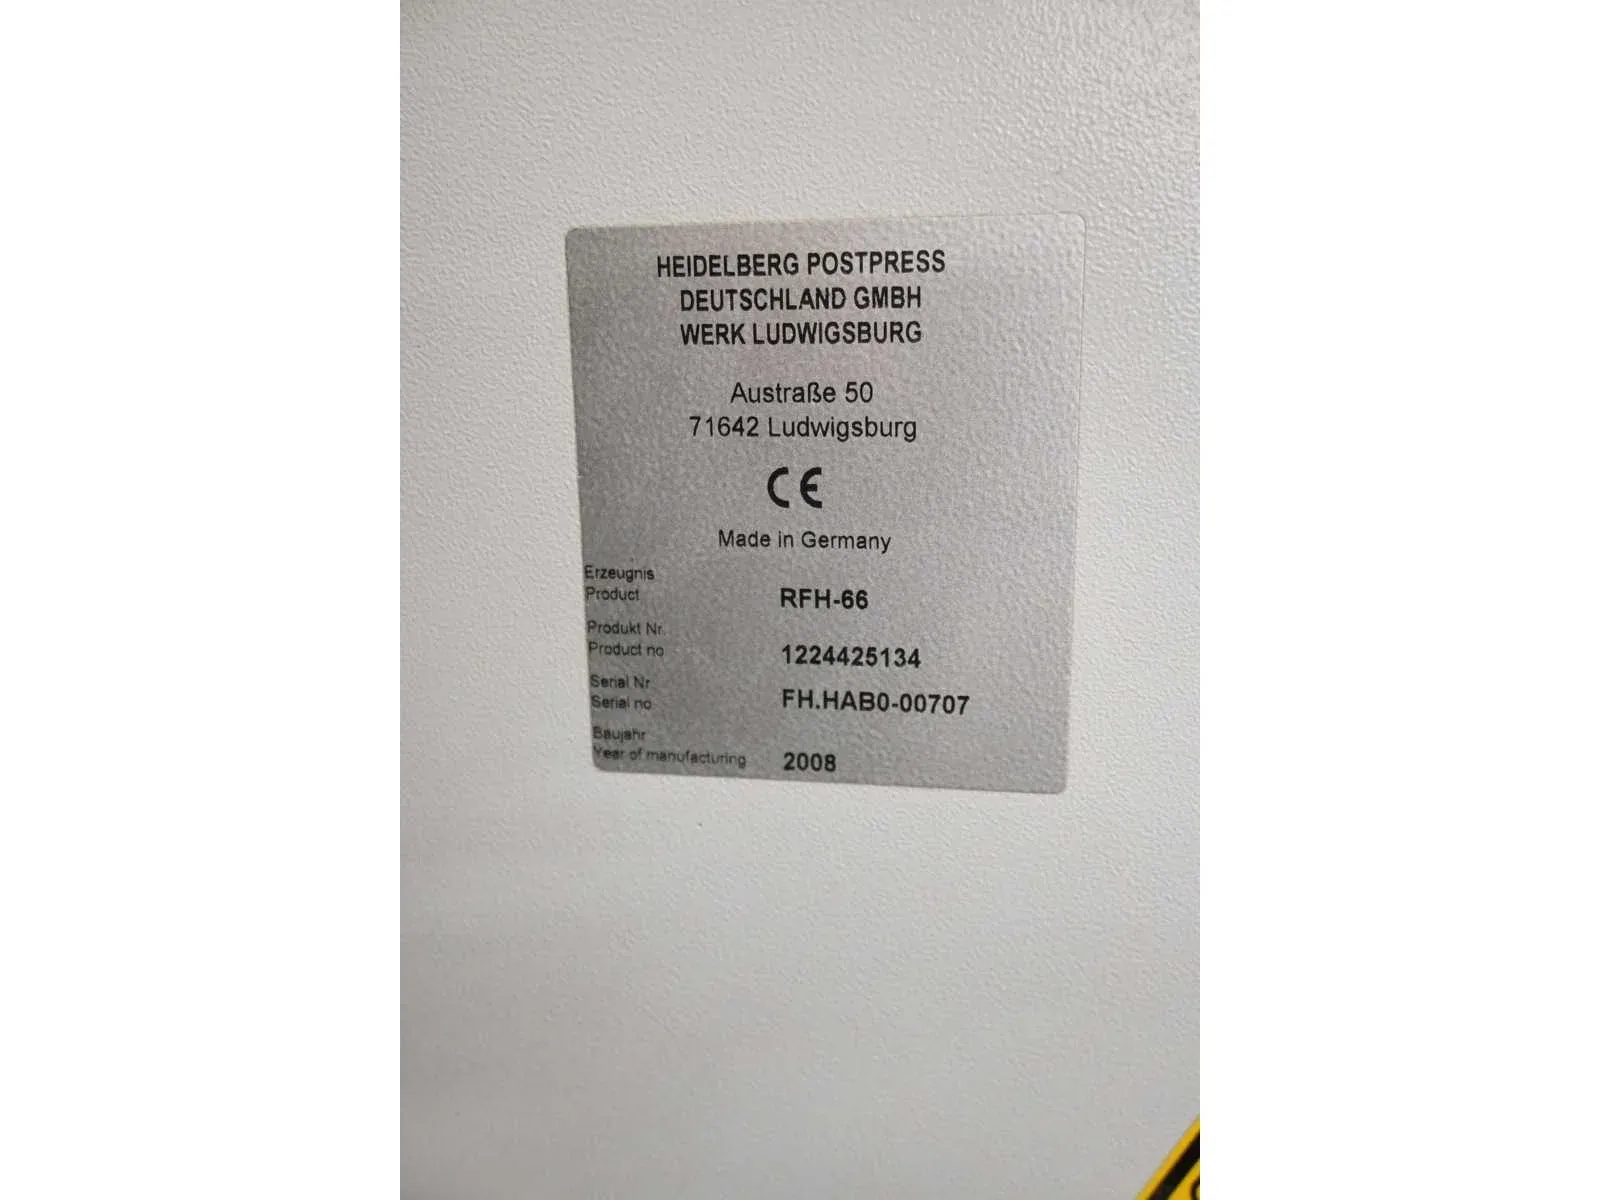 HEIDELBERG POSTPRESS
DEUTSCHLAND GMBH
WERK LUDWIGSBURG
Austraße 50
71642 Ludwigsburg
CE
Made in Germany
Erzeugnis
Product RFH-66
Produkt Nr.
Product no 1224425134
Serial Nr
Serial no FH.HAB0-00707
Baujahr
Year of manufacturing 2008